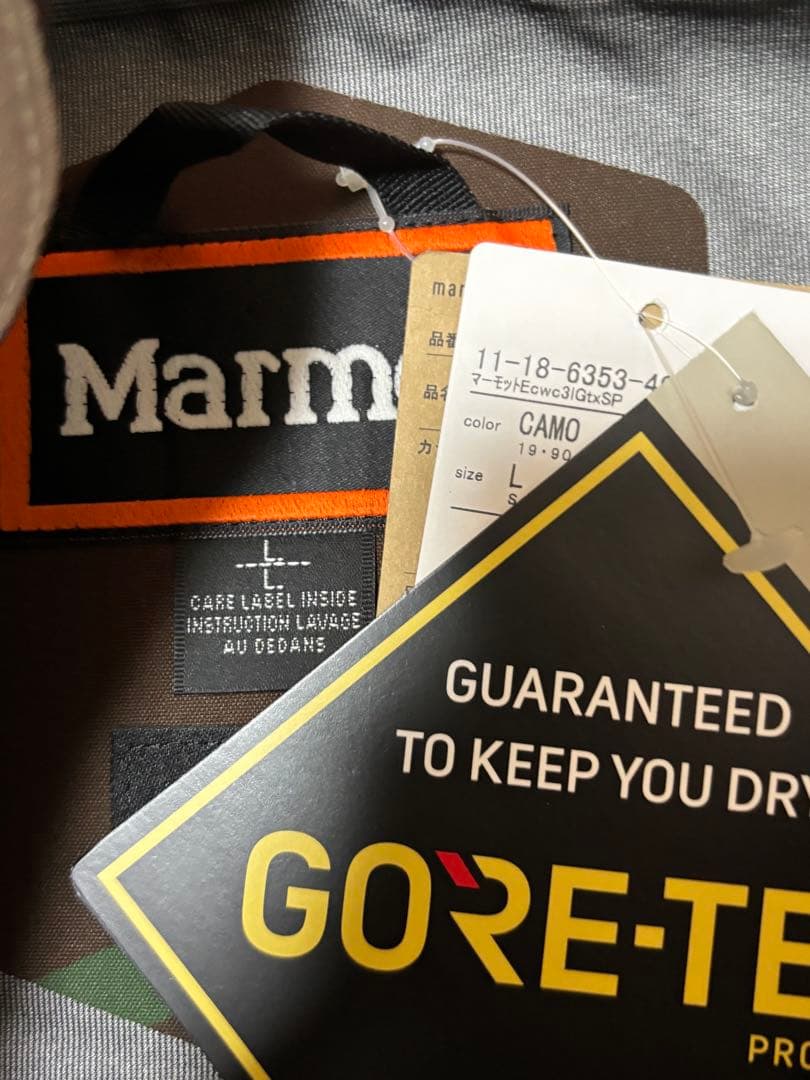 Marm
L
L
CARE LABEL INSIDE
INSTRUCTION LAVAGE
AU DEDANS
mar
品番
品名
カ
11-18-6353-4
マーモットEcwc3lGtxSP
color CAMO
19・90
size L
S
GUARANTEED
TO KEEP YOU DRY
GORE-TE
PRO